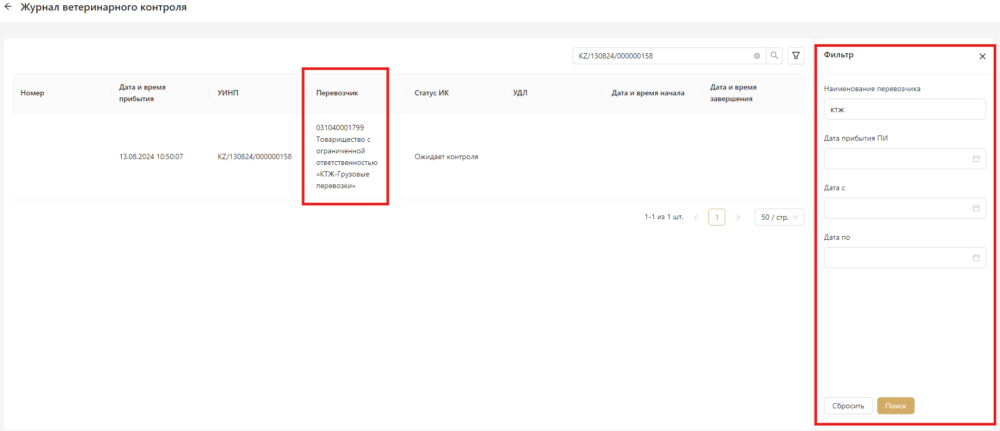 Журнал ветеринарного контроля
KZ/130824/000000158
Номер
Дата и время
прибытия
УИНП
Перевозчик
Статус ИК
УДЛ
Дата и время начала
Дата и время
завершения
13.08.2024 10:50:07
KZ/130824/000000158
031040001799
Товарищество с
ограниченной
ответственностью
«КТЖ-Грузовые
перевозки»
Ожидает контроля
1-1 из 1 шт.
1
50 / стр.
Фильтр
Наименование перевозчика
ктж
Дата прибытия ПИ
Дата с
Дата по
Сбросить
Поиск